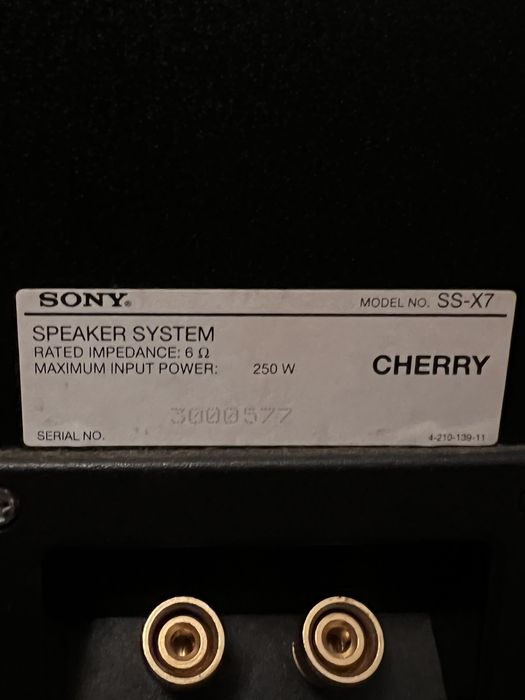 SONY®
MODEL NO. SS-X7
SPEAKER SYSTEM
RATED IMPEDANCE: 6 Ω
MAXIMUM INPUT POWER: 250 W
CHERRY
3000577
SERIAL NO.
4-210-139-11